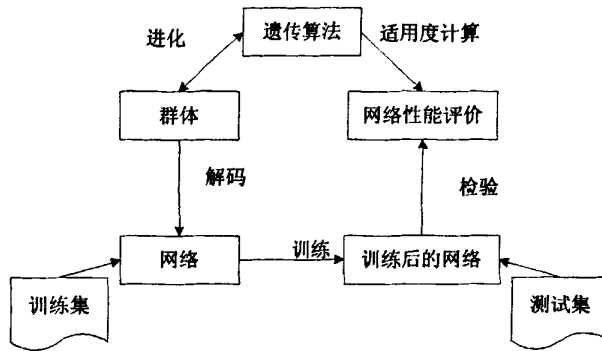 遗传算法
进化
适用度计算
群体
网络性能评价
解码
检验
网络
训练
训练后的网络
训练集
测试集